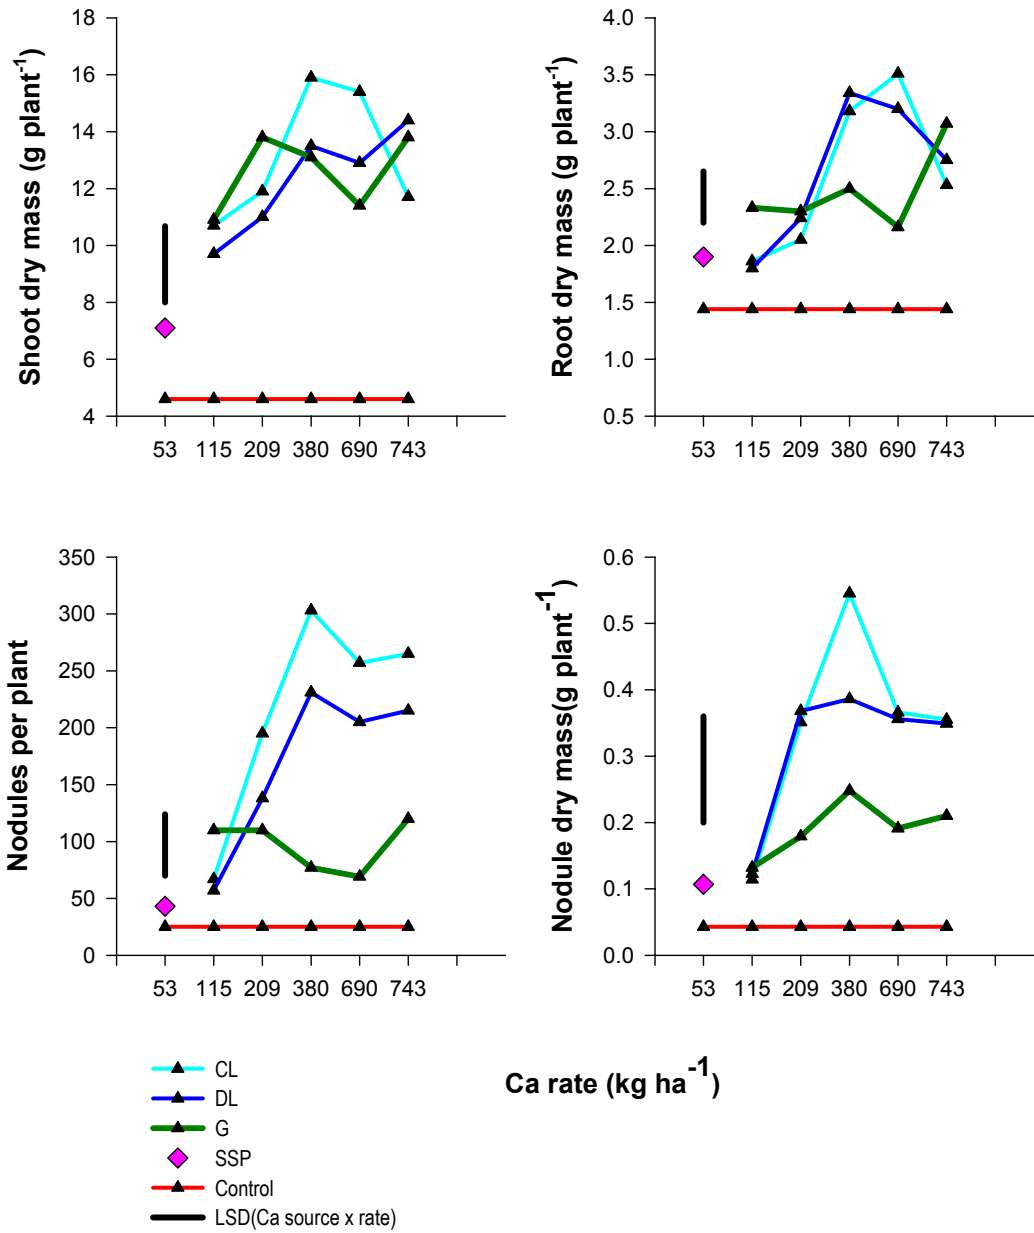 Shoot dry mass (g plant-1)
18
16
14
12
10
8
6
4
53 115 209 380 690 743
Root dry mass (g plant-1)
4.0
3.5
3.0
2.5
2.0
1.5
1.0
0.5
53 115 209 380 690 743
Nodules per plant
350
300
250
200
150
100
50
0
53 115 209 380 690 743
Nodule dry mass(g plant-1)
0.6
0.5
0.4
0.3
0.2
0.1
0.0
53 115 209 380 690 743
Ca rate (kg ha-1)
CL
DL
G
SSP
Control
LSD(Ca source x rate)